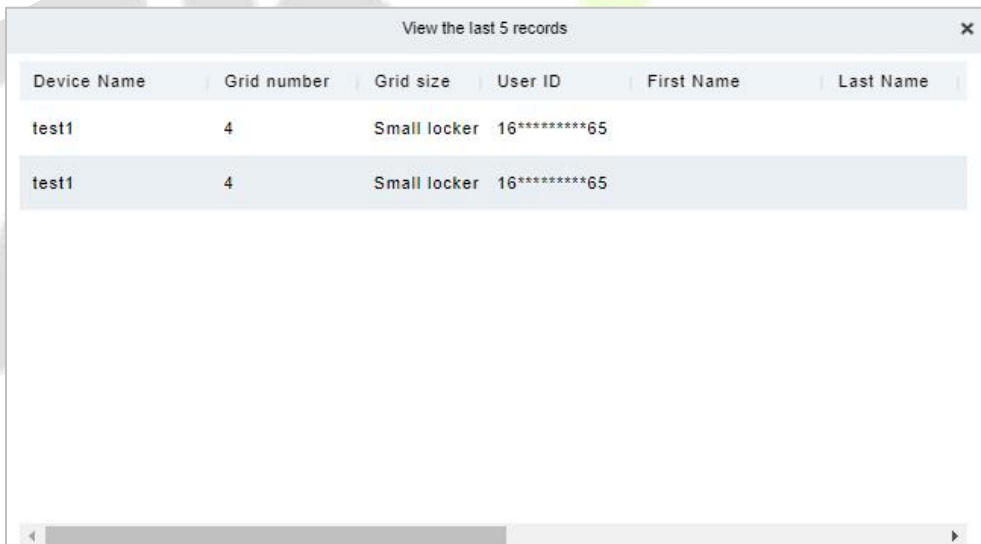 View the last 5 records
Device Name Grid number Grid size User ID First Name Last Name
test1 4 Small locker 16*********65
test1 4 Small locker 16*********65